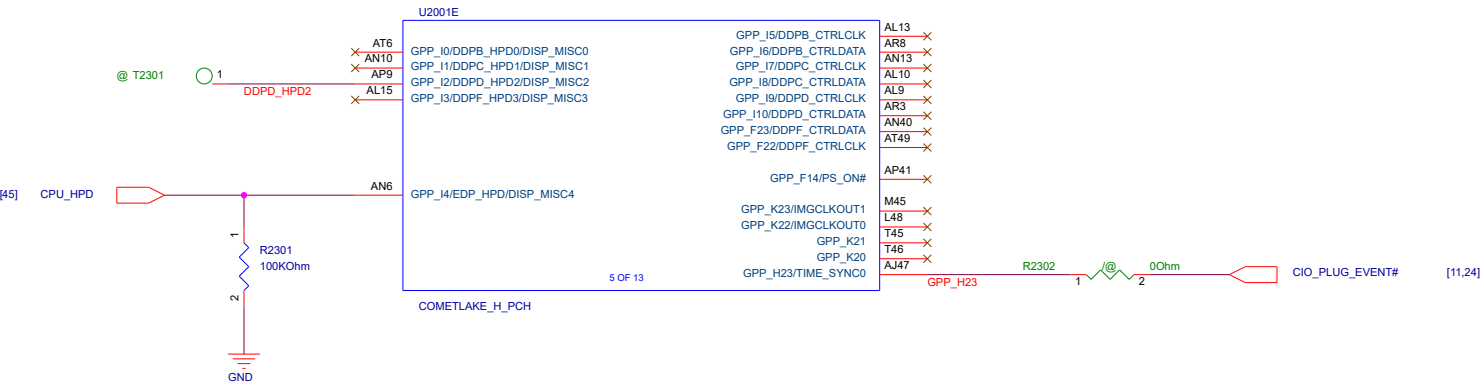 U2001E
AT6 GPP_I0/DDPB_HPD0/DISP_MISC0
AN10 GPP_I1/DDPC_HPD1/DISP_MISC1
@ T2301 1 DDPD_HPD2 AP9 GPP_I2/DDPD_HPD2/DISP_MISC2
AL15 GPP_I3/DDPF_HPD3/DISP_MISC3
[45] CPU_HPD AN6 GPP_I4/EDP_HPD/DISP_MISC4
1
R2301
100KOhm
2
GND
GPP_I5/DDPB_CTRLCLK AL13
GPP_I6/DDPB_CTRLDATA AR8
GPP_I7/DDPC_CTRLCLK AN13
GPP_I8/DDPC_CTRLDATA AL10
GPP_I9/DDPD_CTRLCLK AL9
GPP_I10/DDPD_CTRLDATA AR3
GPP_F23/DDPF_CTRLDATA AN40
GPP_F22/DDPF_CTRLCLK AT49
GPP_F14/PS_ON# AP41
GPP_K23/IMGCLKOUT1 M45
GPP_K22/IMGCLKOUT0 L48
GPP_K21 T45
GPP_K20 T46
GPP_H23/TIME_SYNC0 AJ47
GPP_H23 R2302 1 /@ 2 0Ohm CIO_PLUG_EVENT# [11,24]
5 OF 13
COMETLAKE_H_PCH